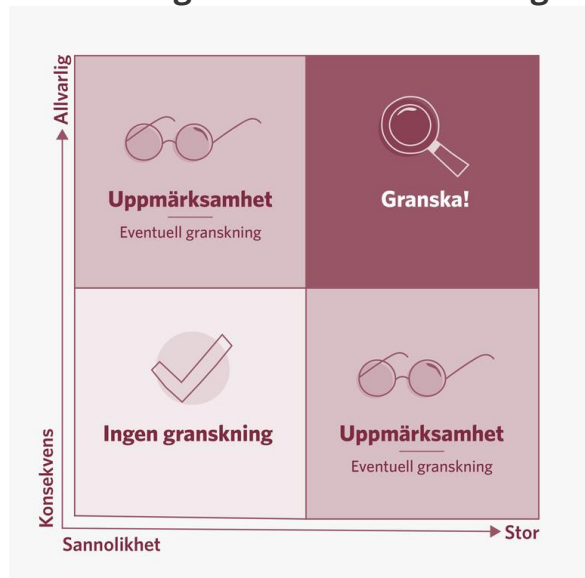 Allvarlig
Uppmärksamhet
Eventuell granskning
Granska!
Ingen granskning
Uppmärksamhet
Eventuell granskning
Konsekvens
Sannolikhet
Stor